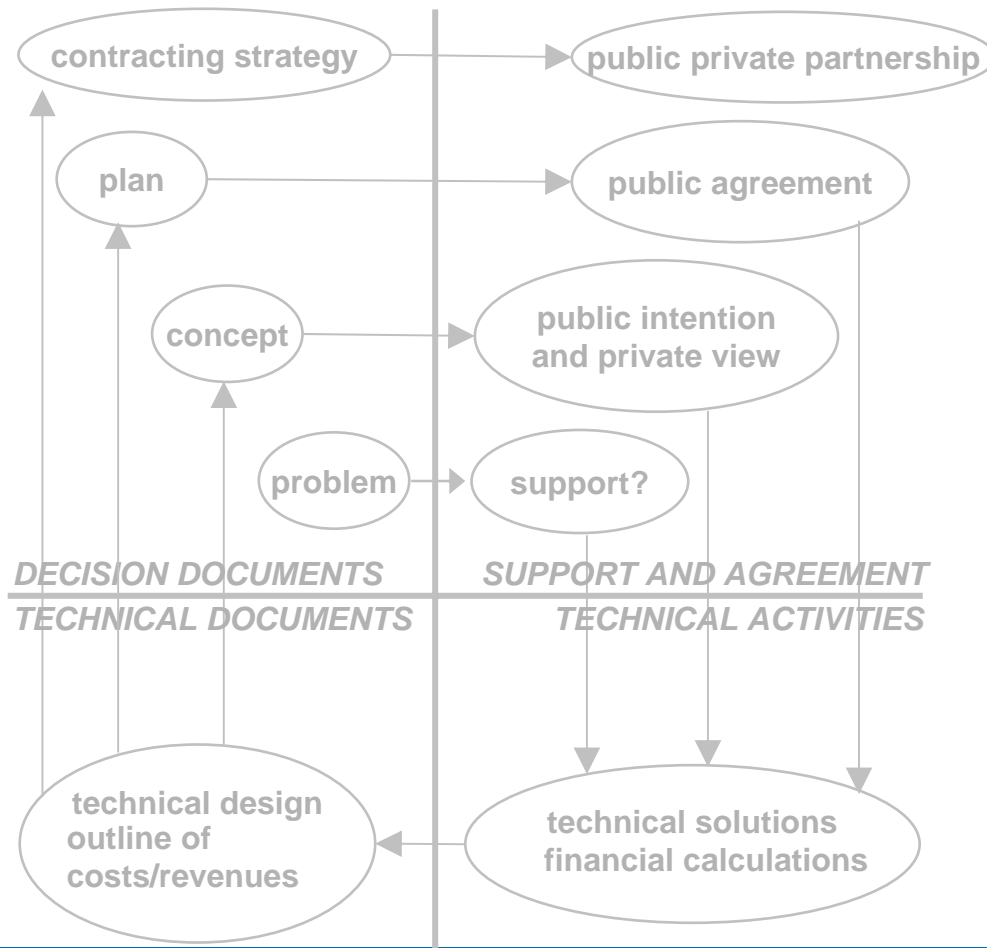 contracting strategy
public private partnership
plan
public agreement
concept
public intention
and private view
problem
support?
DECISION DOCUMENTS
SUPPORT AND AGREEMENT
TECHNICAL DOCUMENTS
TECHNICAL ACTIVITIES
technical design
outline of
costs/revenues
technical solutions
financial calculations